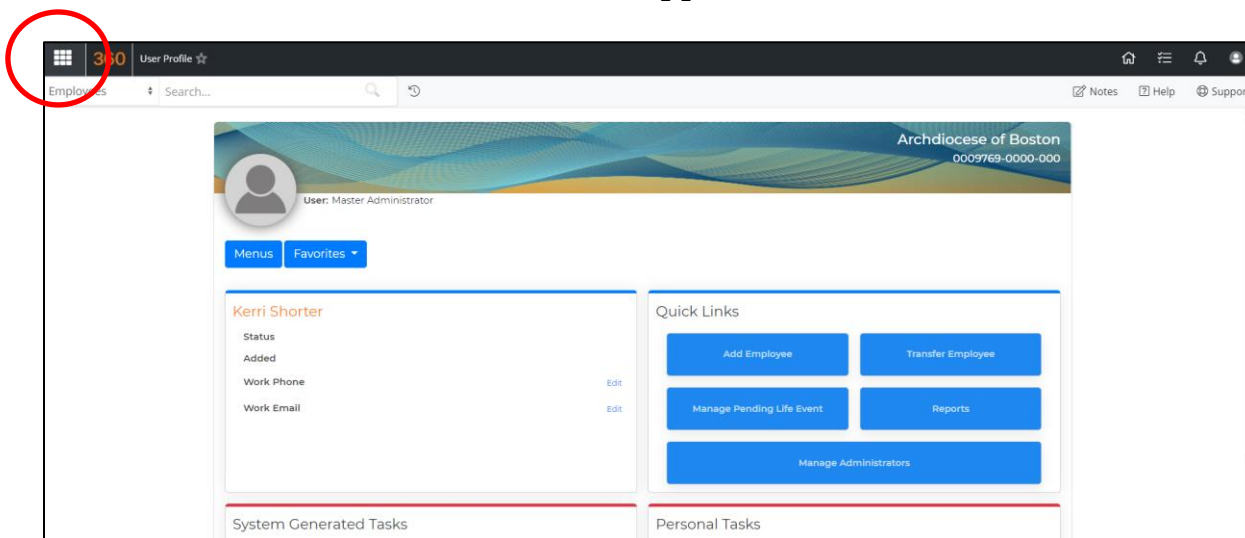 360 User Profile
Employees Search... Notes Help Suppor
Archdiocese of Boston
0009769-0000-000
User: Master Administrator
Menus Favorites
Kerri Shorter
Status
Added
Work Phone Edit
Work Email Edit
Quick Links
Add Employee Transfer Employee
Manage Pending Life Event Reports
Manage Administrators
System Generated Tasks Personal Tasks